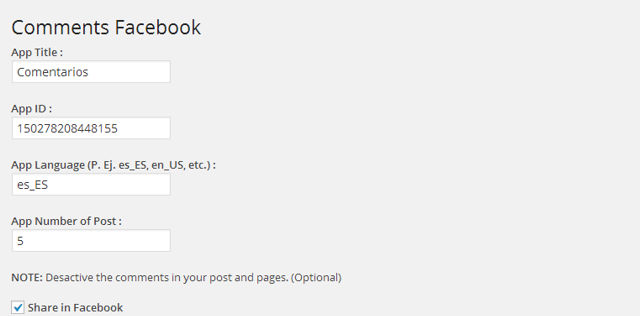 Comments Facebook
App Title :
Comentarios
App ID :
150278208448155
App Language (P. Ej. es_ES, en_US, etc.) :
es_ES
App Number of Post :
5
NOTE: Desactive the comments in your post and pages. (Optional)
Share in Facebook